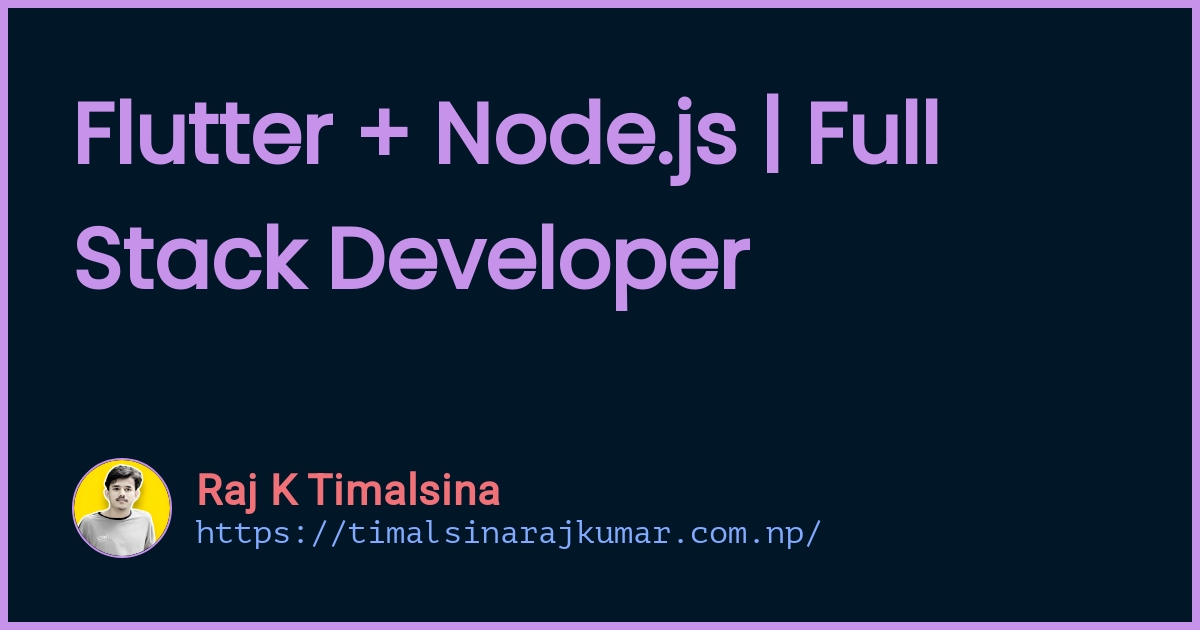 Flutter + Node.js | Full
Stack Developer
Raj K Timalsina
https://timalsinarajkumar.com.np/